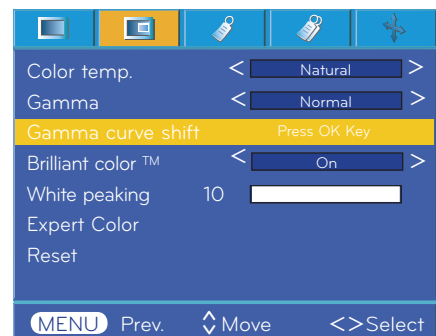 Color temp. < Natural >
Gamma < Normal >
Gamma curve shift Press OK Key
Brilliant color TM < On >
White peaking 10
Expert Color
Reset
MENU Prev. Move <>Select